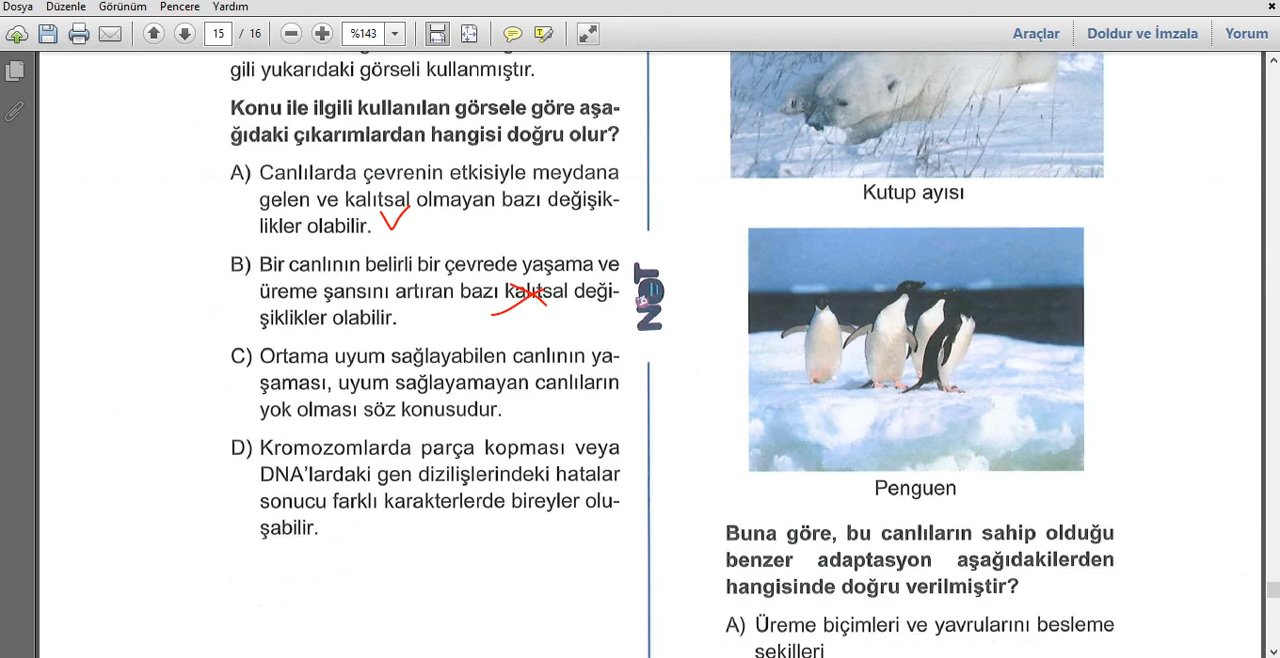 Dosya Düzenle Görünüm Pencere Yardım
15 / 16 %143 Araçlar Doldur ve İmzala Yorum
gili yukarıdaki görseli kullanmıştır.
Konu ile ilgili kullanılan görsele göre aşa-
ğıdaki çıkarımlardan hangisi doğru olur?
A) Canlılarda çevrenin etkisiyle meydana
gelen ve kalıtsal olmayan bazı değişik-
likler olabilir.
B) Bir canlının belirli bir çevrede yaşama ve
üreme şansını artıran bazı kalıtsal deği-
şiklikler olabilir.
C) Ortama uyum sağlayabilen canlının ya-
şaması, uyum sağlayamayan canlıların
yok olması söz konusudur.
D) Kromozomlarda parça kopması veya
DNA'lardaki gen dizilişlerindeki hatalar
sonucu farklı karakterlerde bireyler olu-
şabilir.
NET
Kutup ayısı
Penguen
Buna göre, bu canlıların sahip olduğu
benzer adaptasyon aşağıdakilerden
hangisinde doğru verilmiştir?
A) Üreme biçimleri ve yavrularını besleme
şekilleri